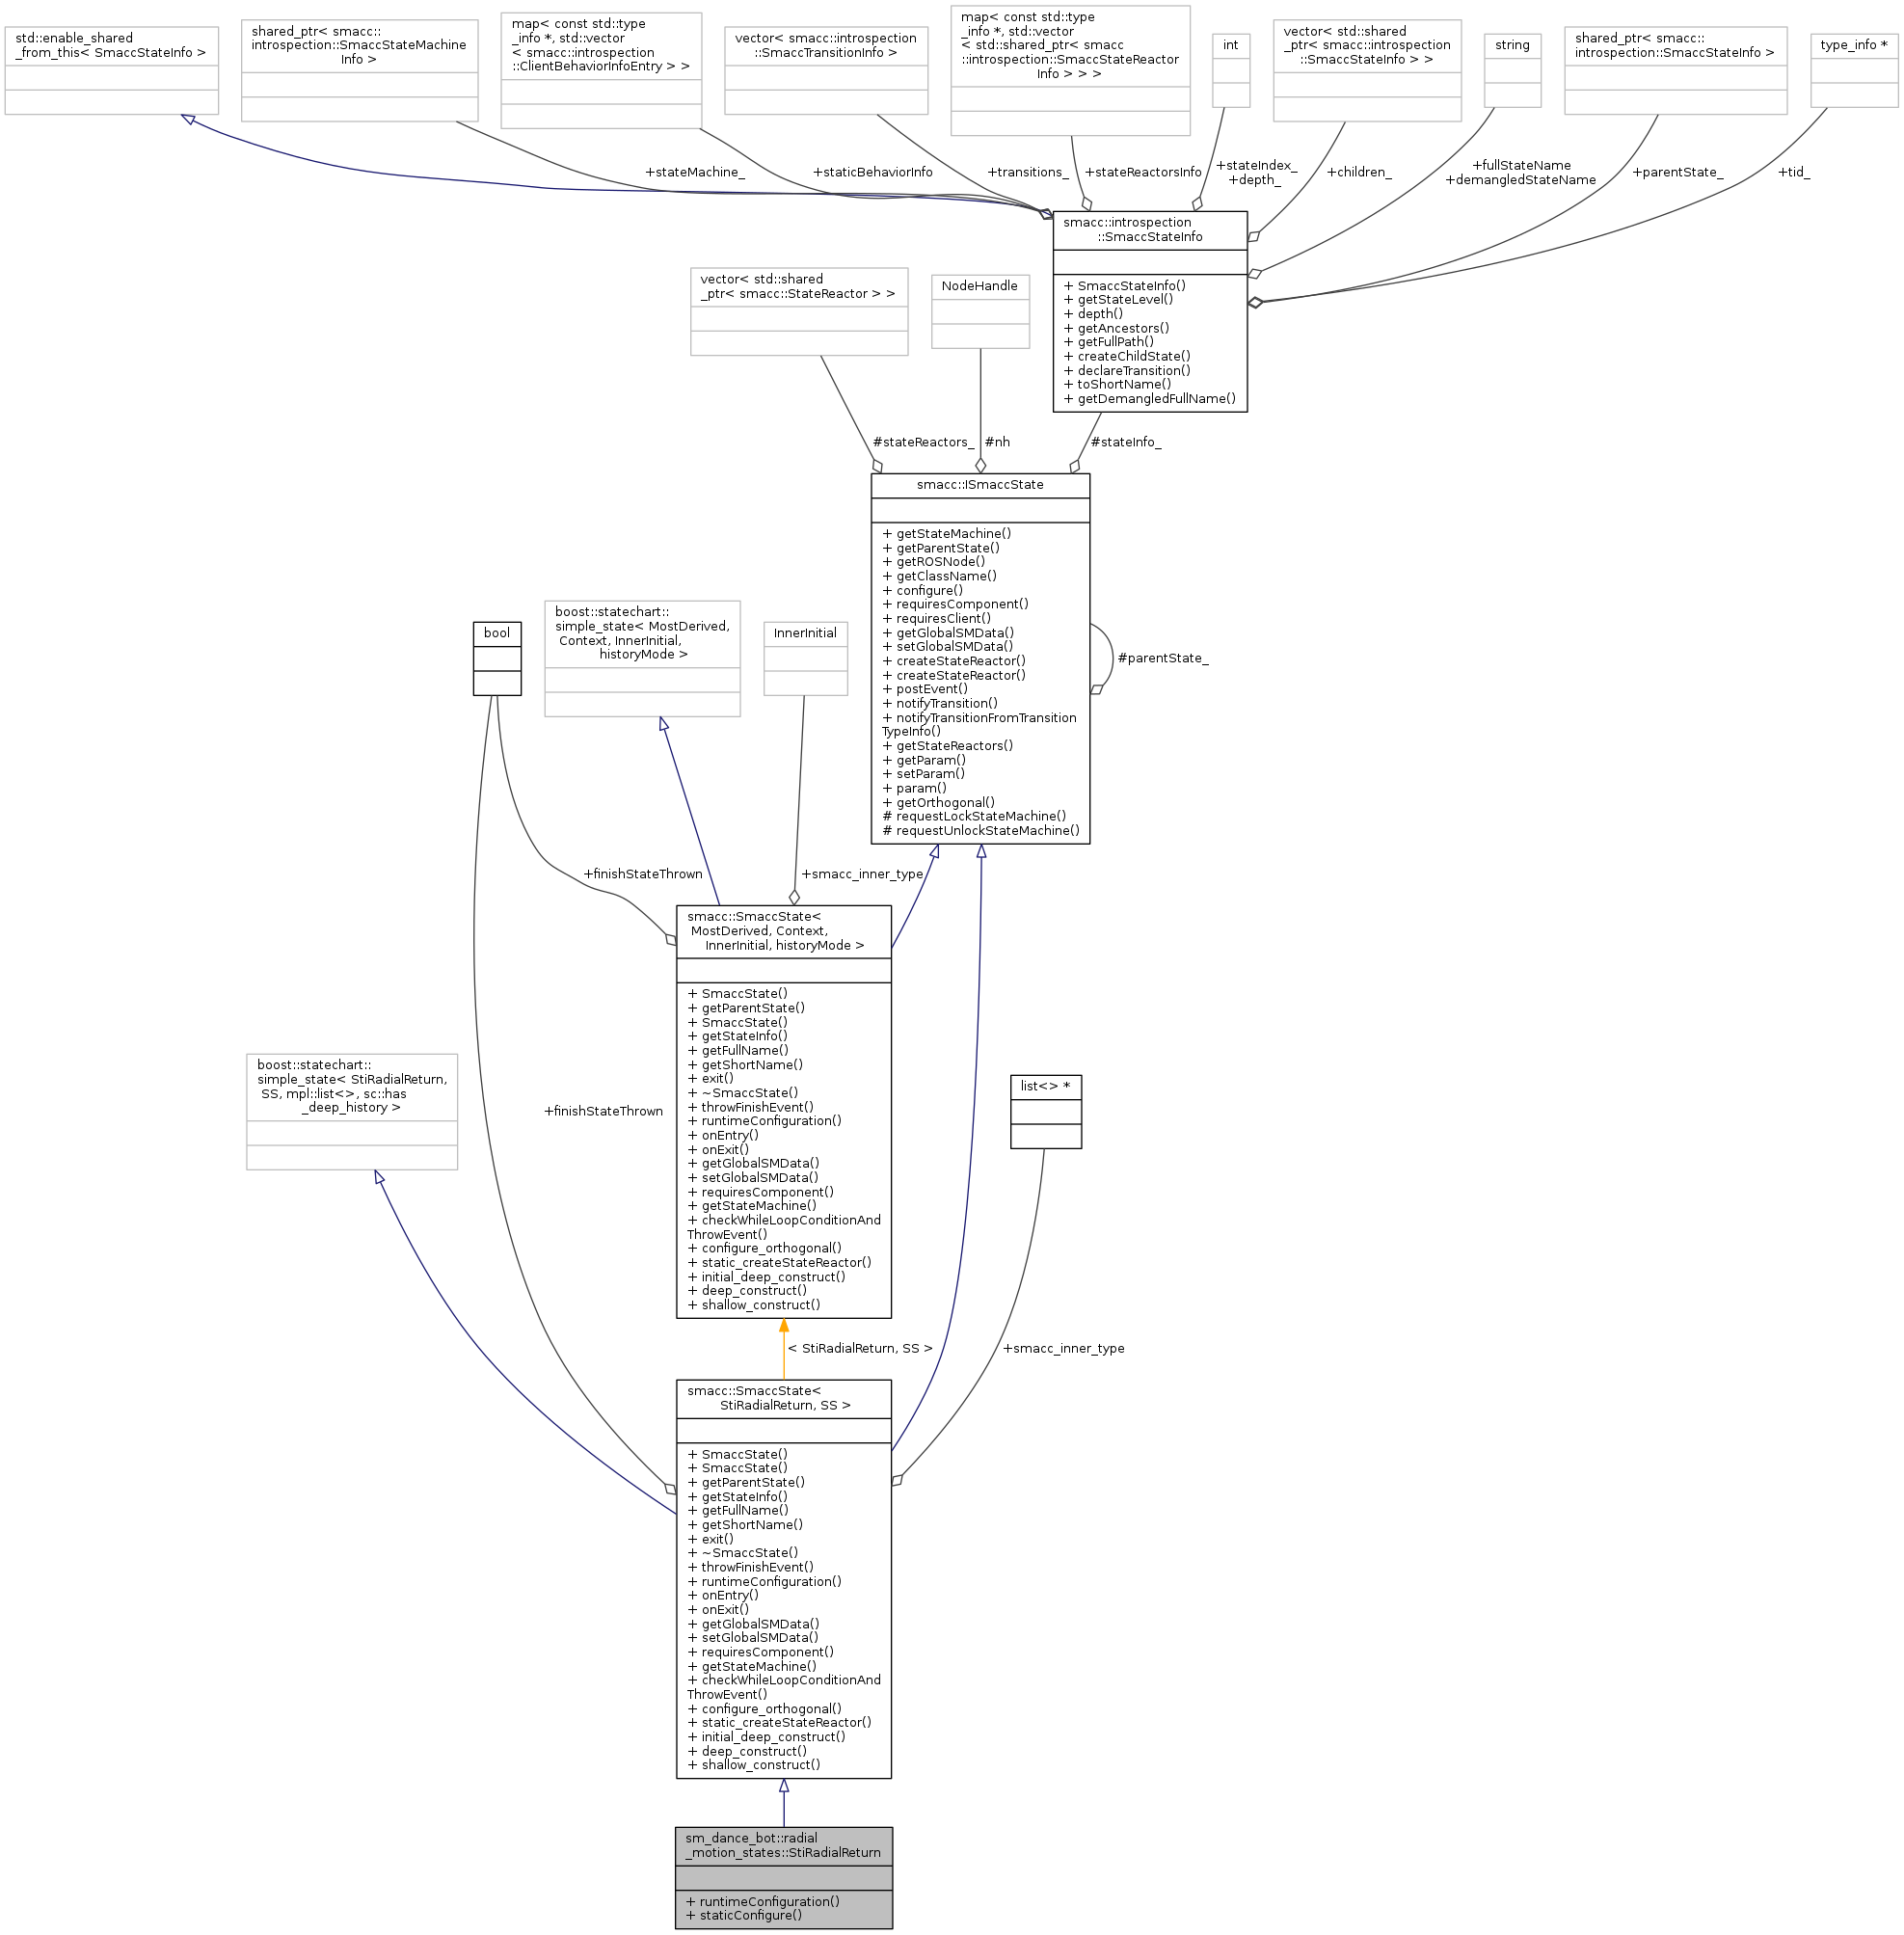 std::enable_shared
_from_this< SmaccStateInfo >
shared_ptr< smacc::
introspection::SmaccStateMachine
Info >
map< const std::type
_info *, std::vector
< smacc::introspection
::ClientBehaviorInfoEntry > >
vector< smacc::introspection
::SmaccTransitionInfo >
map< const std::type
_info *, std::vector
< std::shared_ptr< smacc
::introspection::SmaccStateReactor
Info > > >
int
vector< std::shared
_ptr< smacc::introspection
::SmaccStateInfo > >
string
shared_ptr< smacc::
introspection::SmaccStateInfo >
type_info *
+stateMachine_
+staticBehaviorInfo
+transitions_
+stateReactorsInfo
+stateIndex_
+depth_
+children_
+fullStateName
+demangledStateName
+parentState_
+tid_
smacc::introspection
::SmaccStateInfo
+ SmaccStateInfo()
+ getStateLevel()
+ depth()
+ getAncestors()
+ getFullPath()
+ createChildState()
+ declareTransition()
+ toShortName()
+ getDemangledFullName()
vector< std::shared
_ptr< smacc::StateReactor > >
NodeHandle
#stateReactors_
#nh
#stateInfo_
smacc::ISmaccState
+ getStateMachine()
+ getParentState()
+ getROSNode()
+ getClassName()
+ configure()
+ requiresComponent()
+ requiresClient()
+ getGlobalSMData()
+ setGlobalSMData()
+ createStateReactor()
+ createStateReactor()
+ postEvent()
+ notifyTransition()
+ notifyTransitionFromTransition
TypeInfo()
+ getStateReactors()
+ getParam()
+ setParam()
+ param()
+ getOrthogonal()
# requestLockStateMachine()
# requestUnlockStateMachine()
#parentState_
bool
boost::statechart::
simple_state< MostDerived,
Context, InnerInitial,
historyMode >
InnerInitial
+finishStateThrown
+smacc_inner_type
smacc::SmaccState<
MostDerived, Context,
InnerInitial, historyMode >
+ SmaccState()
+ getParentState()
+ SmaccState()
+ getStateInfo()
+ getFullName()
+ getShortName()
+ exit()
+ ~SmaccState()
+ throwFinishEvent()
+ runtimeConfiguration()
+ onEntry()
+ onExit()
+ getGlobalSMData()
+ setGlobalSMData()
+ requiresComponent()
+ getStateMachine()
+ checkWhileLoopConditionAnd
ThrowEvent()
+ configure_orthogonal()
+ static_createStateReactor()
+ initial_deep_construct()
+ deep_construct()
+ shallow_construct()
boost::statechart::
simple_state< StiRadialReturn,
SS, mpl::list<>, sc::has
_deep_history >
+finishStateThrown
list<> *
< StiRadialReturn, SS >
+smacc_inner_type
smacc::SmaccState<
StiRadialReturn, SS >
+ SmaccState()
+ SmaccState()
+ getParentState()
+ getStateInfo()
+ getFullName()
+ getShortName()
+ exit()
+ ~SmaccState()
+ throwFinishEvent()
+ runtimeConfiguration()
+ onEntry()
+ onExit()
+ getGlobalSMData()
+ setGlobalSMData()
+ requiresComponent()
+ getStateMachine()
+ checkWhileLoopConditionAnd
ThrowEvent()
+ configure_orthogonal()
+ static_createStateReactor()
+ initial_deep_construct()
+ deep_construct()
+ shallow_construct()
sm_dance_bot::radial
_motion_states::StiRadialReturn
+ runtimeConfiguration()
+ staticConfigure()